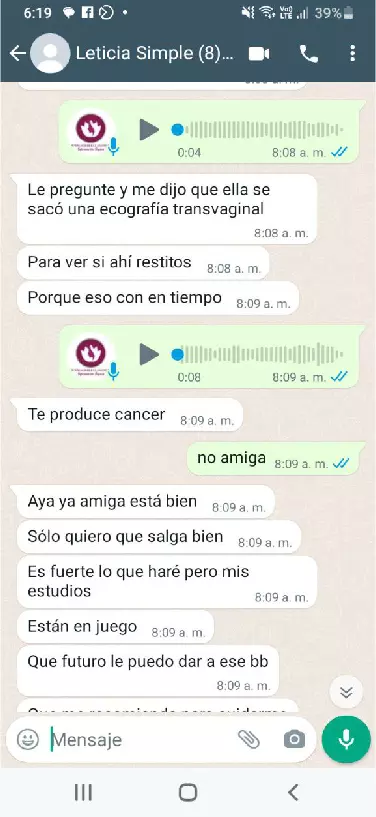 6:19
39%
Leticia Simple (8)...
0:04 8:08 a. m.
Le pregunte y me dijo que ella se
sacó una ecografía transvaginal
8:08 a. m.
Para ver si ahí restitos 8:08 a. m.
Porque eso con en tiempo 8:09 a. m.
0:08 8:09 a. m.
Te produce cancer 8:09 a. m.
no amiga 8:09 a. m.
Aya ya amiga está bien 8:09 a. m.
Sólo quiero que salga bien 8:09 a. m.
Es fuerte lo que haré pero mis
estudios
8:09 a. m.
Están en juego 8:09 a. m.
Que futuro le puedo dar a ese bb
8:09 a. m.
Mensaje